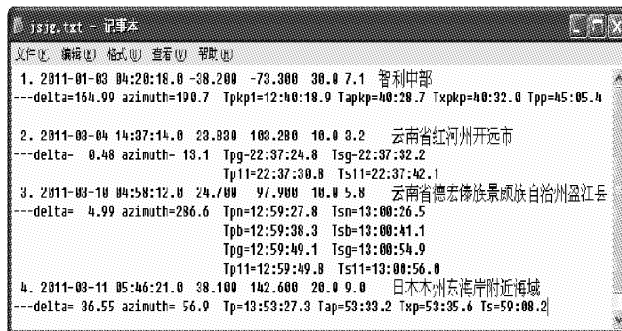 jsjg.txt - 记事本
文件(F) 编辑(E) 格式(O) 查看(V) 帮助(H)
1. 2011-01-03 04:20:18.0 -38.200 -73.300 30.0 7.1 智利中部
---delta=164.99 azimuth=190.7 Tpkp1=12:40:18.9 Tapkp=40:28.7 Txpkp=40:32.0 Tpp=45:05.4
2. 2011-03-04 14:37:14.0 23.830 103.280 10.0 3.2 云南省红河州开远市
---delta= 0.48 azimuth= 13.1 Tpg=22:37:24.8 Tsg=22:37:32.2
Tp11=22:37:30.8 Ts11=22:37:42.1
3. 2011-03-10 04:58:12.0 24.700 97.900 10.0 5.8 云南省德宏傣族景颇族自治州盈江县
---delta= 4.99 azimuth=286.6 Tpn=12:59:27.8 Tsn=13:00:26.5
Tpb=12:59:38.3 Tsb=13:00:41.1
Tpg=12:59:49.1 Tsg=13:00:54.9
Tp11=12:59:49.8 Ts11=13:00:56.0
4. 2011-03-11 05:46:21.0 38.100 142.600 20.0 9.0 日本本州东海岸附近海域
---delta= 36.55 azimuth= 56.9 Tp=13:53:27.3 Tap=53:33.2 Txp=53:35.6 Ts=59:08.2